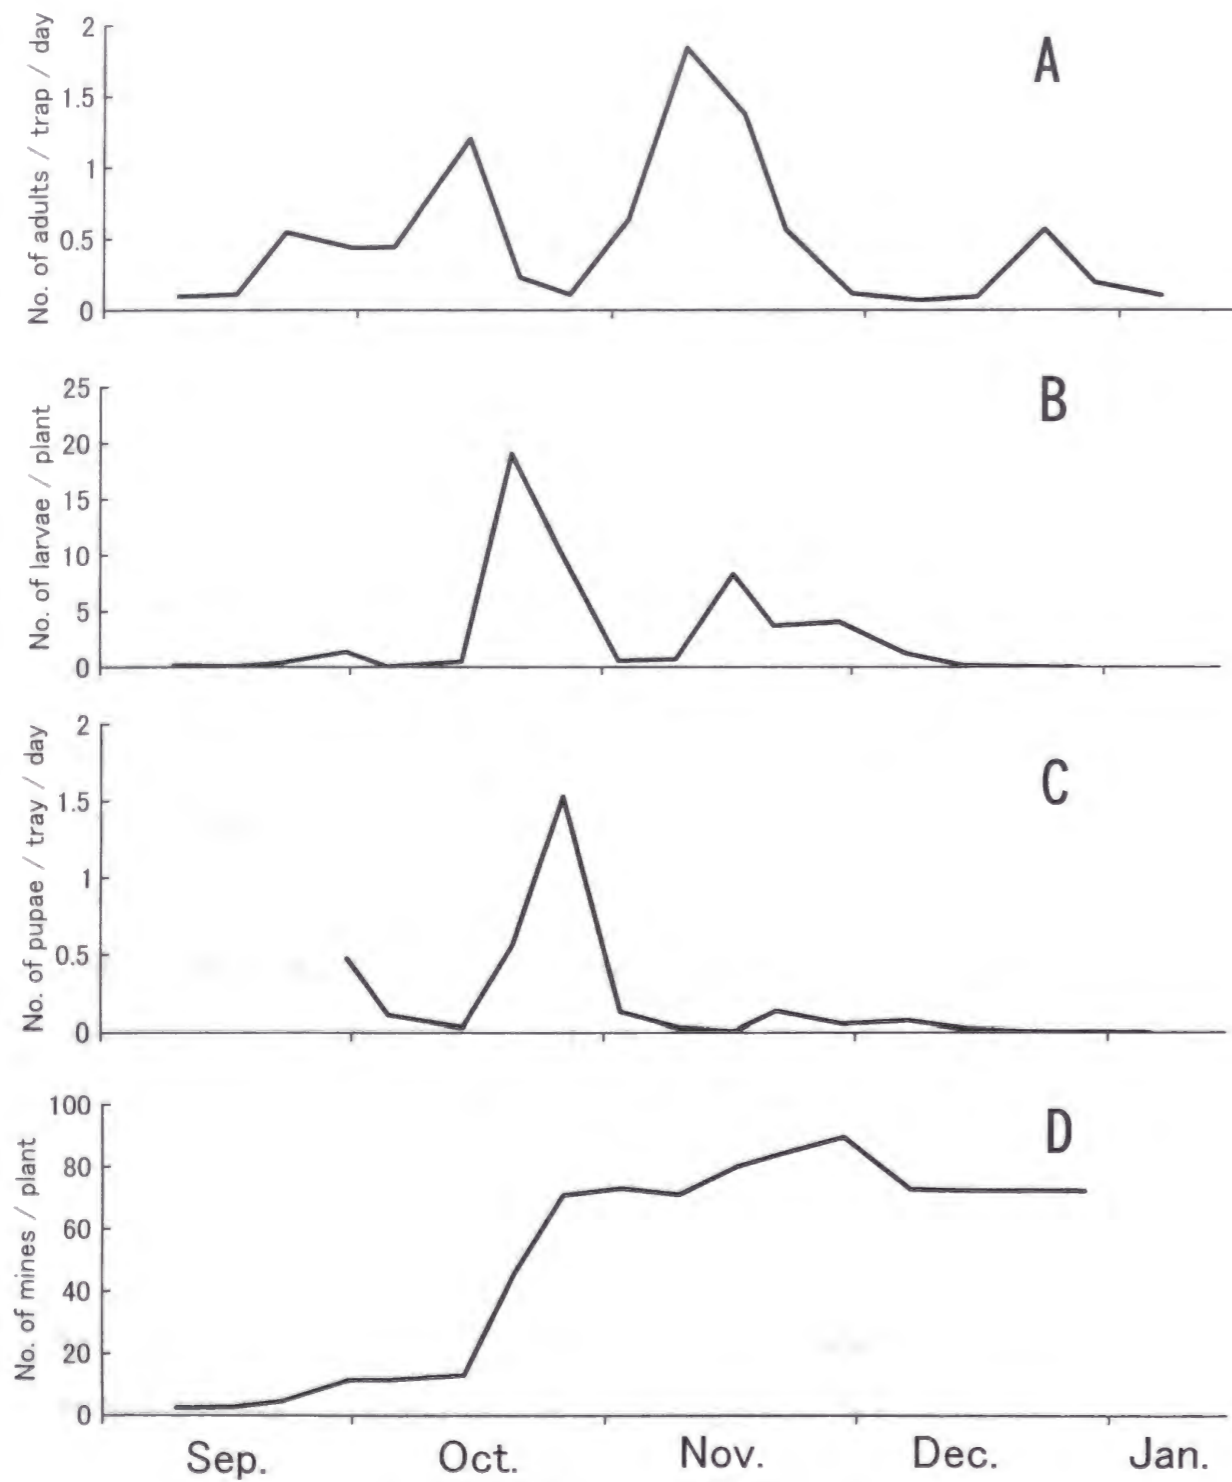 No. of adults / trap / day
2
1.5
1
0.5
0
A
No. of larvae / plant
25
20
15
10
5
0
B
No. of pupae / tray / day
2
1.5
1
0.5
0
C
No. of mines / plant
100
80
60
40
20
0
D
Sep. Oct. Nov. Dec. Jan.